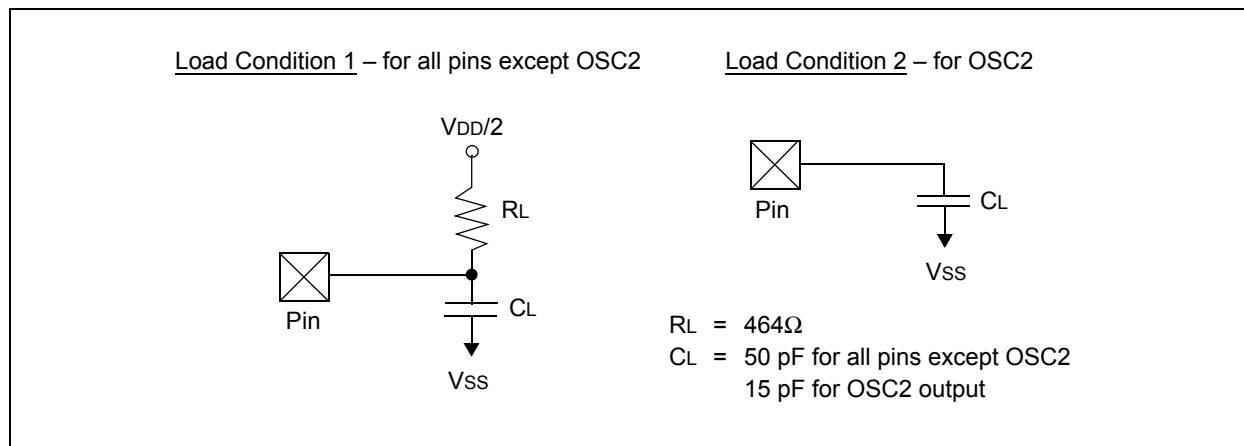 Load Condition 1 – for all pins except OSC2
VDD/2
RL
Pin
CL
VSS
Load Condition 2 – for OSC2
Pin
CL
VSS
RL = 464Ω
CL = 50 pF for all pins except OSC2
15 pF for OSC2 output